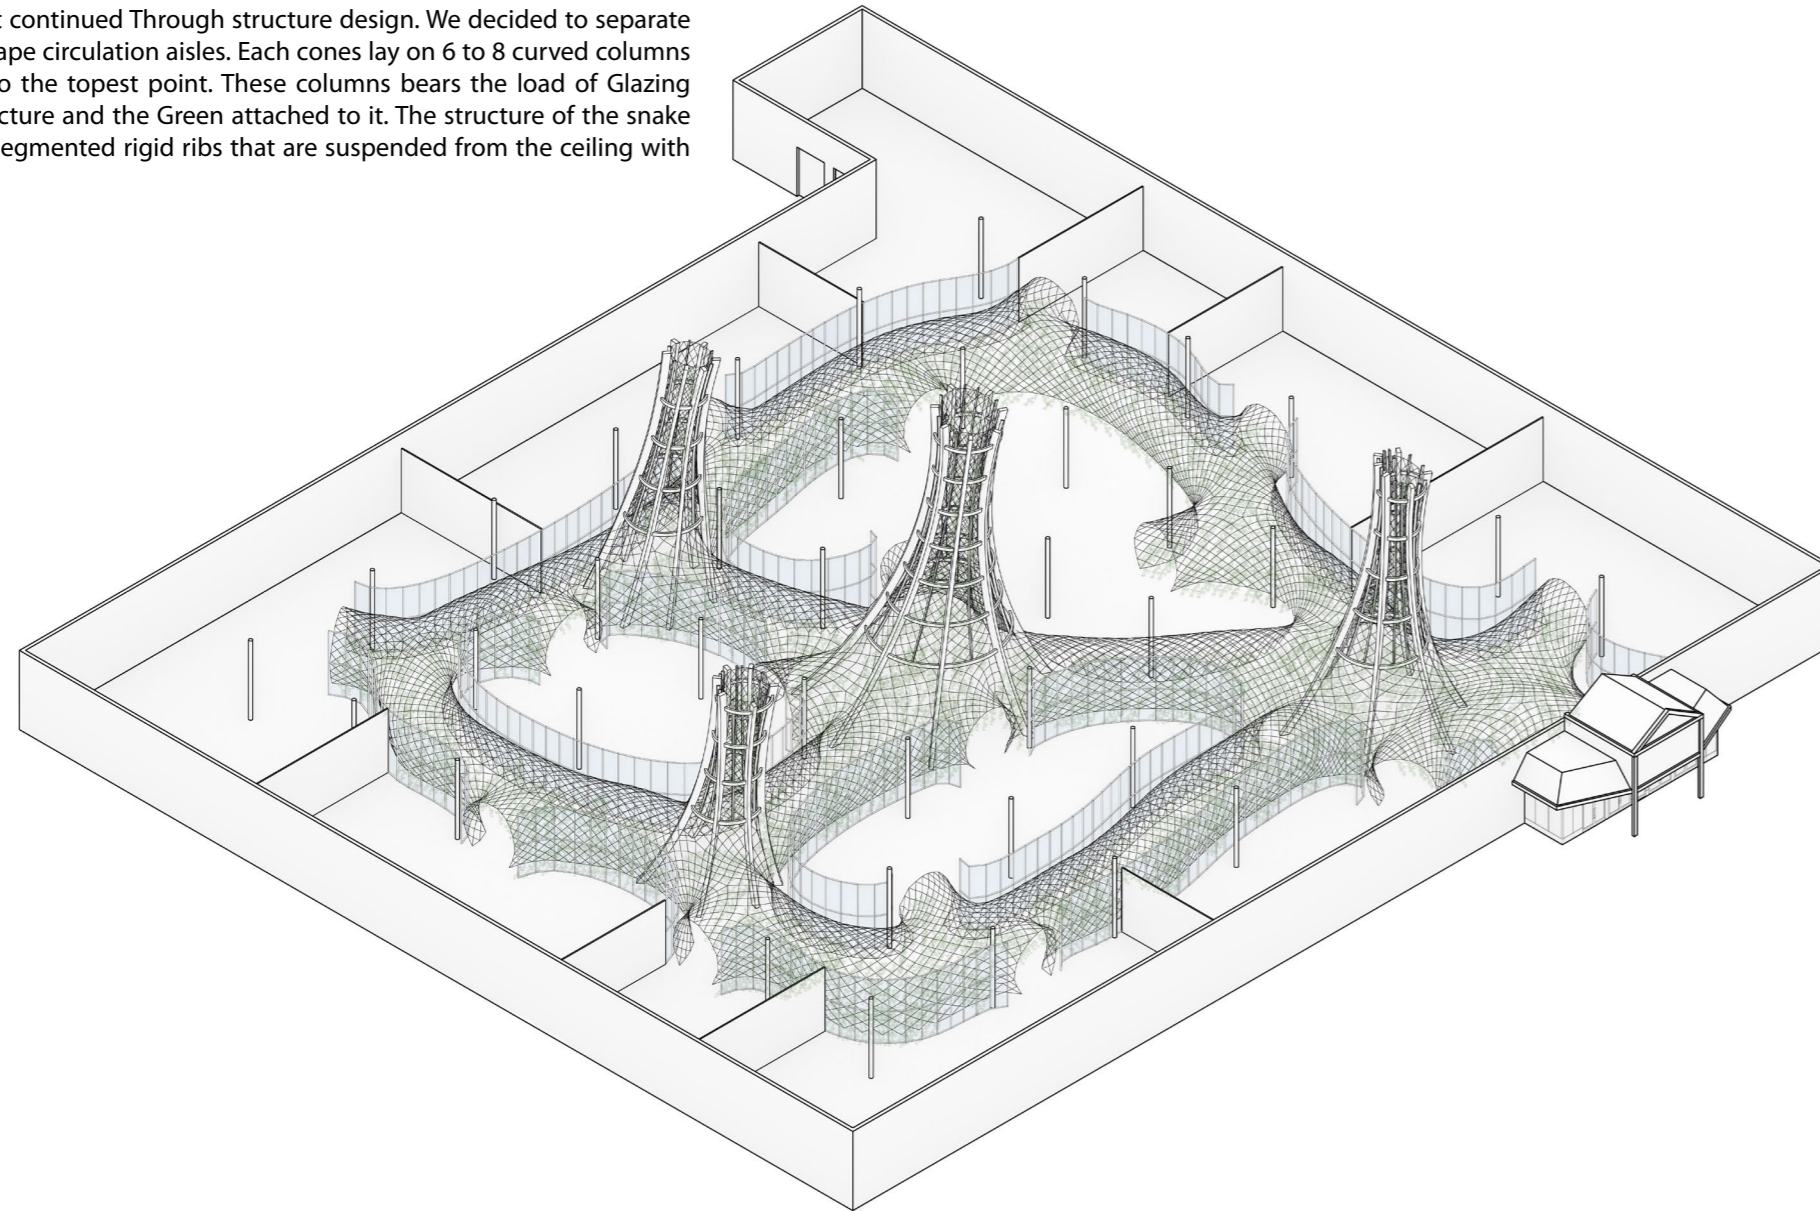 continued Through structure design. We decided to separate
ape circulation aisles. Each cones lay on 6 to 8 curved columns
o the topest point. These columns bears the load of Glazing
cture and the Green attached to it. The structure of the snake
egmented rigid ribs that are suspended from the ceiling with